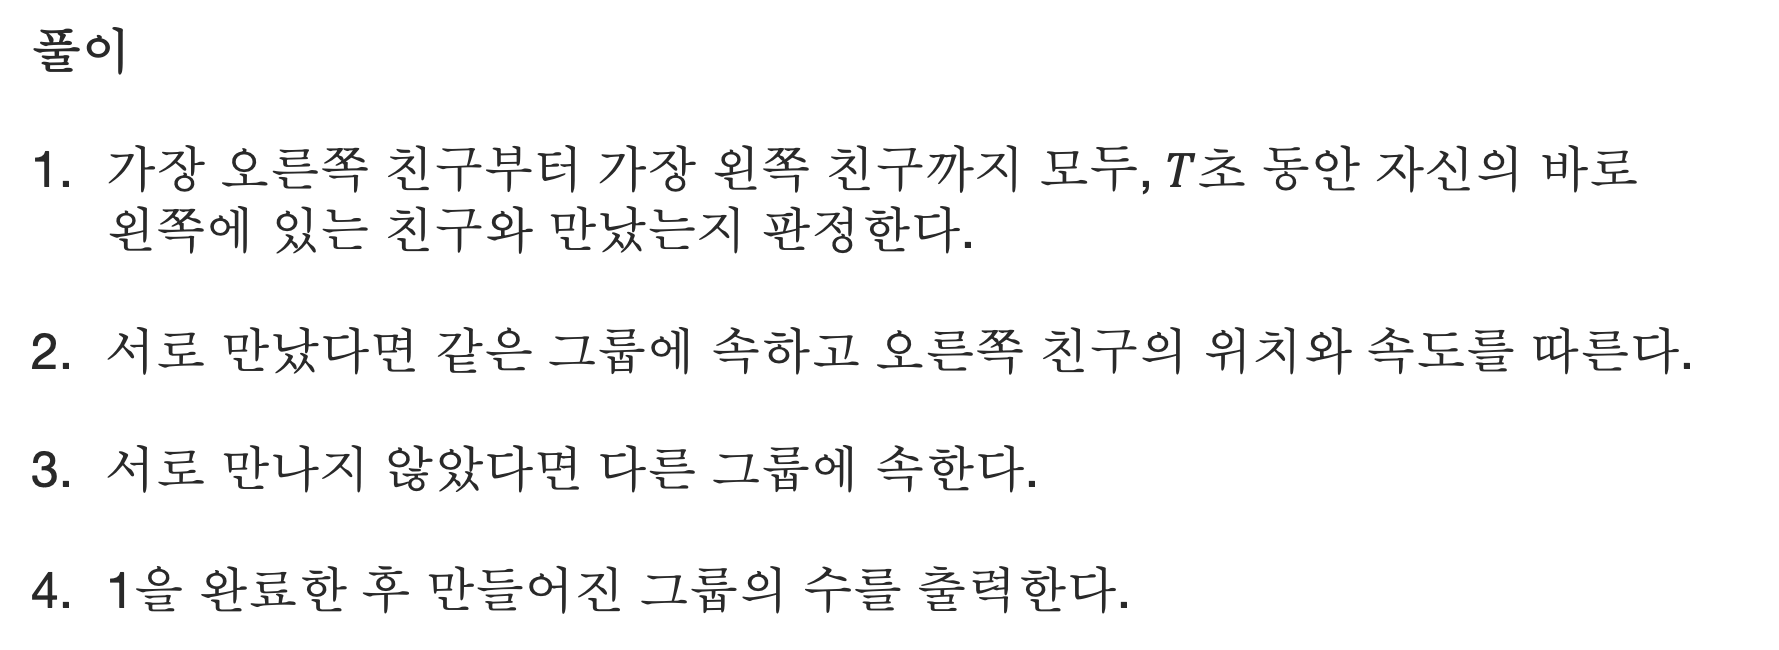 풀이
1. 가장 오른쪽 친구부터 가장 왼쪽 친구까지 모두, T초 동안 자신의 바로
왼쪽에 있는 친구와 만났는지 판정한다.
2. 서로 만났다면 같은 그룹에 속하고 오른쪽 친구의 위치와 속도를 따른다.
3. 서로 만나지 않았다면 다른 그룹에 속한다.
4. 1을 완료한 후 만들어진 그룹의 수를 출력한다.